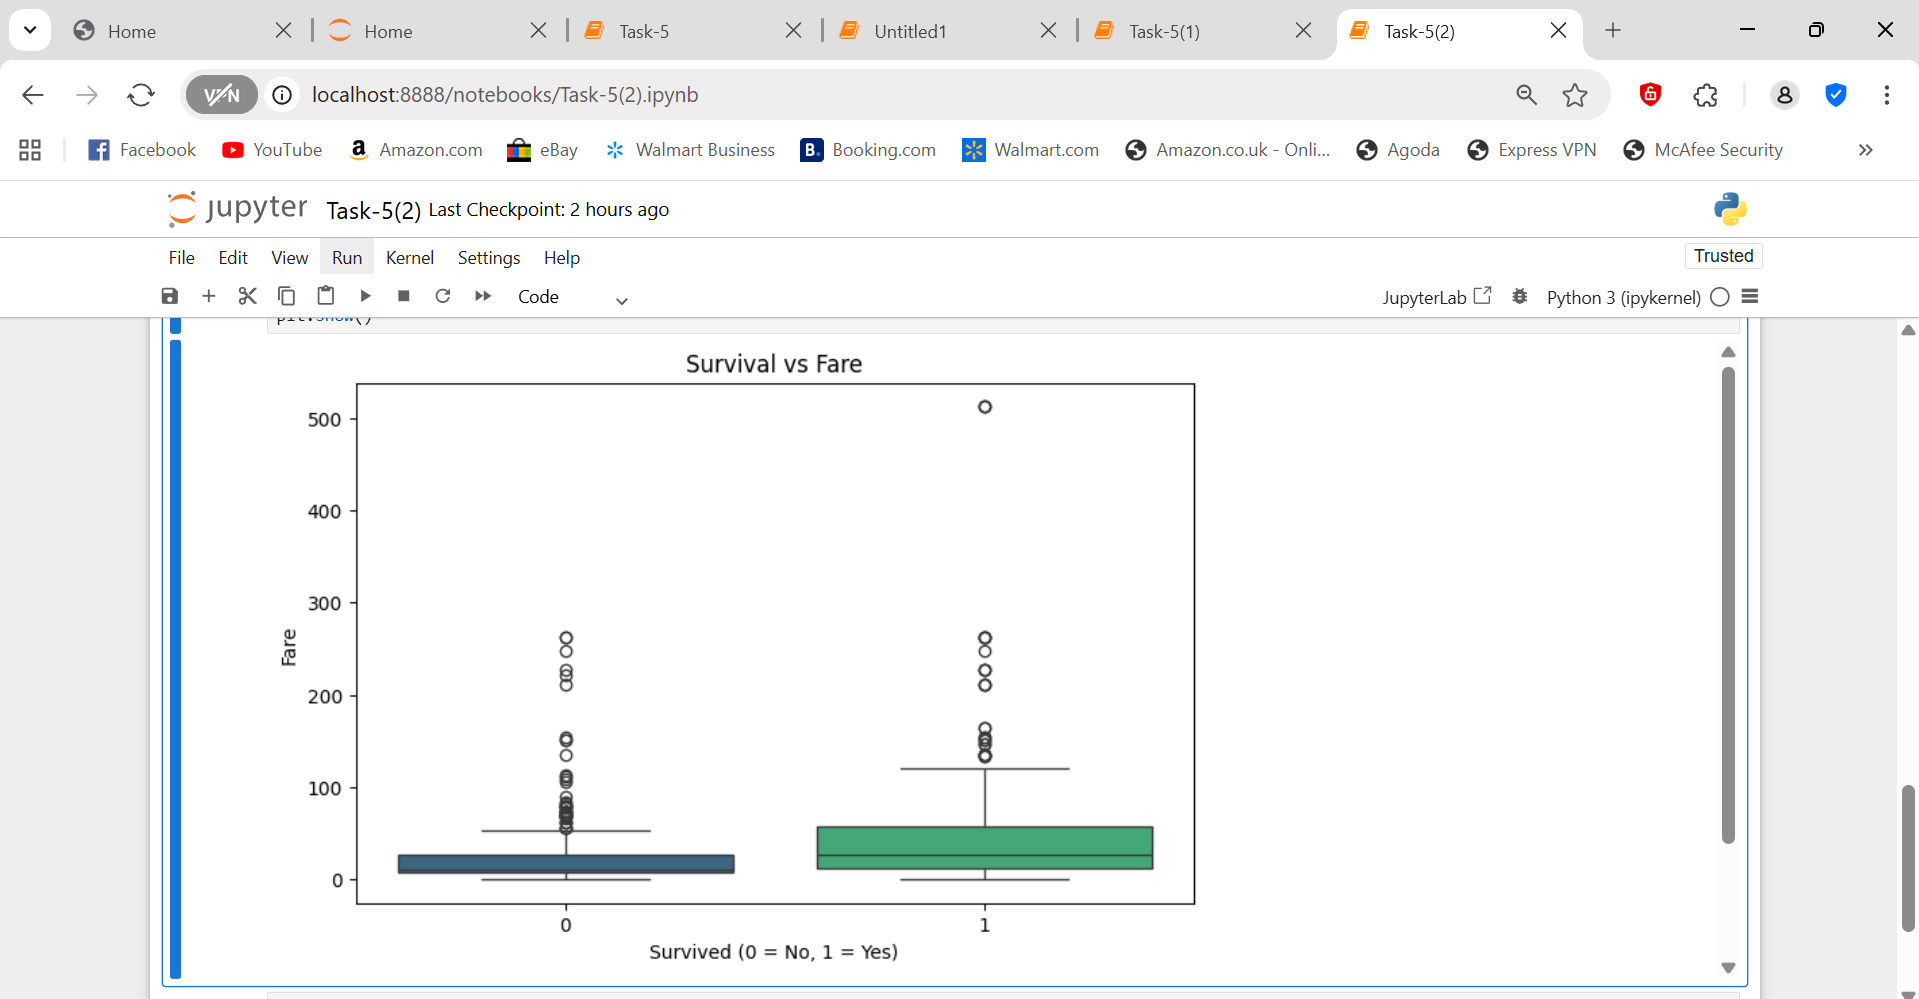 Home
Home
Task-5
Untitled1
Task-5(1)
Task-5(2)
VPN
localhost:8888/notebooks/Task-5(2).ipynb
Facebook
YouTube
Amazon.com
eBay
Walmart Business
Booking.com
Walmart.com
Amazon.co.uk - Onli...
Agoda
Express VPN
McAfee Security
jupyter Task-5(2) Last Checkpoint: 2 hours ago
File Edit View Run Kernel Settings Help
Trusted
Code
JupyterLab
Python 3 (ipykernel)
plt.show()
Survival vs Fare
500
400
300
200
100
0
Fare
0
1
Survived (0 = No, 1 = Yes)